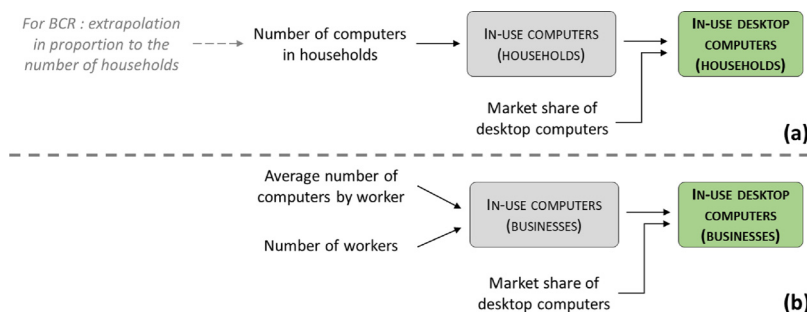 For BCR : extrapolation
in proportion to the
number of households
Number of computers
in households
IN-USE COMPUTERS
(HOUSEHOLDS)
IN-USE DESKTOP
COMPUTERS
(HOUSEHOLDS)
Market share of
desktop computers
(a)
Average number of
computers by worker
Number of workers
IN-USE COMPUTERS
(BUSINESSES)
IN-USE DESKTOP
COMPUTERS
(BUSINESSES)
Market share of
desktop computers
(b)